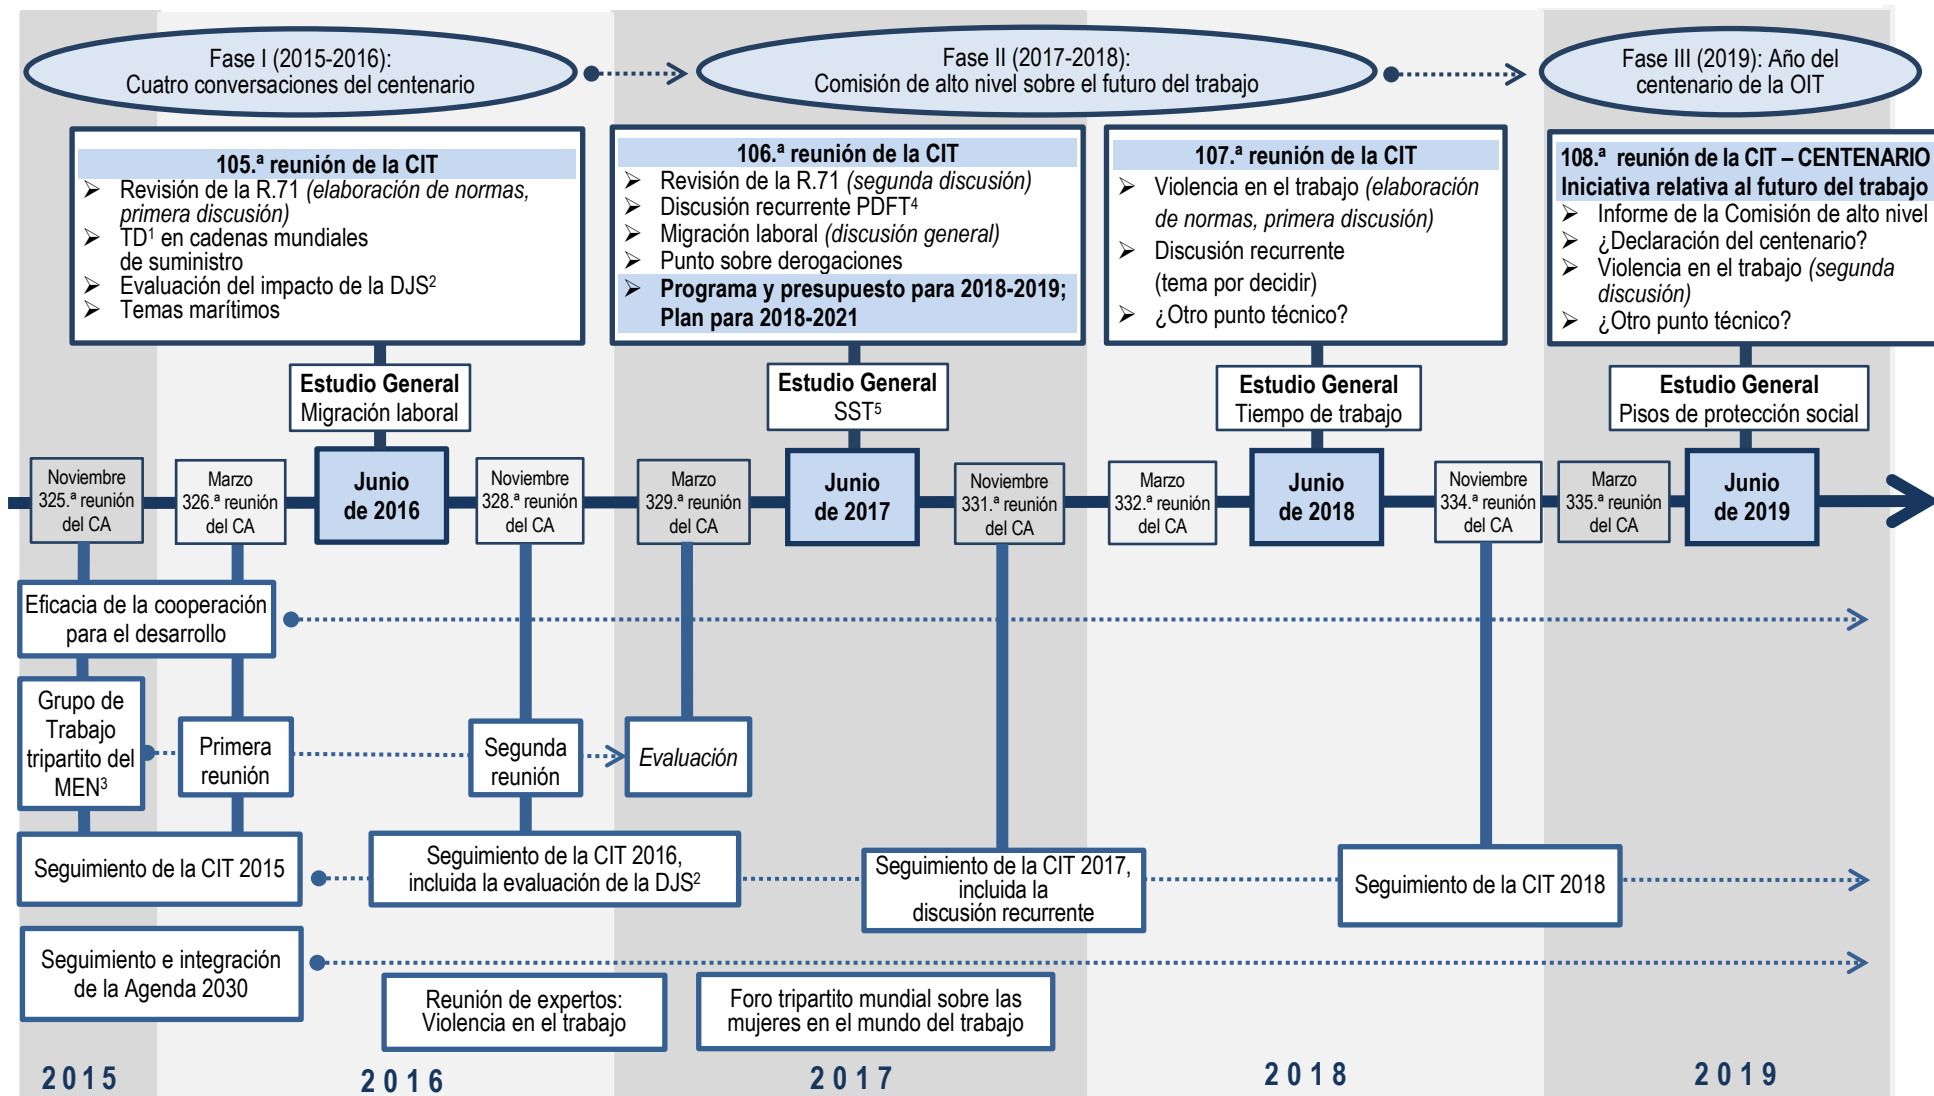 Fase I (2015-2016):
Cuatro conversaciones del centenario
Fase II (2017-2018):
Comisión de alto nivel sobre el futuro del trabajo
Fase III (2019): Año del
centenario de la OIT
105.ª reunión de la CIT
➢ Revisión de la R.71 (elaboración de normas,
primera discusión)
➢ TD¹ en cadenas mundiales
de suministro
➢ Evaluación del impacto de la DJS²
➢ Temas marítimos
106.ª reunión de la CIT
➢ Revisión de la R.71 (segunda discusión)
➢ Discusión recurrente PDFT⁴
➢ Migración laboral (discusión general)
➢ Punto sobre derogaciones
➢ Programa y presupuesto para 2018-2019;
Plan para 2018-2021
107.ª reunión de la CIT
➢ Violencia en el trabajo (elaboración
de normas, primera discusión)
➢ Discusión recurrente
(tema por decidir)
➢ ¿Otro punto técnico?
108.ª reunión de la CIT – CENTENARIO
Iniciativa relativa al futuro del trabajo
➢ Informe de la Comisión de alto nivel
➢ ¿Declaración del centenario?
➢ Violencia en el trabajo (segunda
discusión)
➢ ¿Otro punto técnico?
Estudio General
Migración laboral
Estudio General
SST⁵
Estudio General
Tiempo de trabajo
Estudio General
Pisos de protección social
Noviembre
325.ª reunión
del CA
Marzo
326.ª reunión
del CA
Junio
de 2016
Noviembre
328.ª reunión
del CA
Marzo
329.ª reunión
del CA
Junio
de 2017
Noviembre
331.ª reunión
del CA
Marzo
332.ª reunión
del CA
Junio
de 2018
Noviembre
334.ª reunión
del CA
Marzo
335.ª reunión
del CA
Junio
de 2019
Eficacia de la cooperación
para el desarrollo
Grupo de
Trabajo
tripartito del
MEN³
Primera
reunión
Segunda
reunión
Evaluación
Seguimiento de la CIT 2015
Seguimiento de la CIT 2016,
incluida la evaluación de la DJS²
Seguimiento de la CIT 2017,
incluida la
discusión recurrente
Seguimiento de la CIT 2018
Seguimiento e integración
de la Agenda 2030
Reunión de expertos:
Violencia en el trabajo
Foro tripartito mundial sobre las
mujeres en el mundo del trabajo
2015
2016
2017
2018
2019